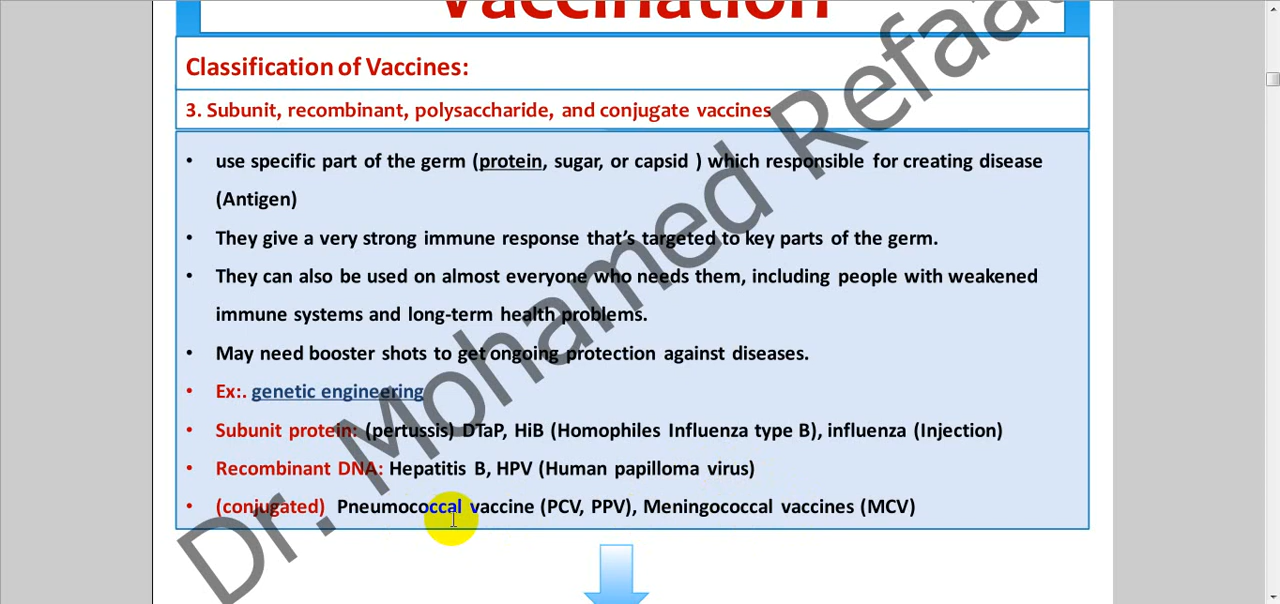 Vaccination
Classification of Vaccines:
3. Subunit, recombinant, polysaccharide, and conjugate vaccines
• use specific part of the germ (protein, sugar, or capsid ) which responsible for creating disease
(Antigen)
• They give a very strong immune response that’s targeted to key parts of the germ.
• They can also be used on almost everyone who needs them, including people with weakened
immune systems and long-term health problems.
• May need booster shots to get ongoing protection against diseases.
• Ex:. genetic engineering
• Subunit protein: (pertussis) DTaP, HiB (Homophiles Influenza type B), influenza (Injection)
• Recombinant DNA: Hepatitis B, HPV (Human papilloma virus)
• (conjugated) Pneumococcal vaccine (PCV, PPV), Meningococcal vaccines (MCV)
Dr. Mohamed Refaat